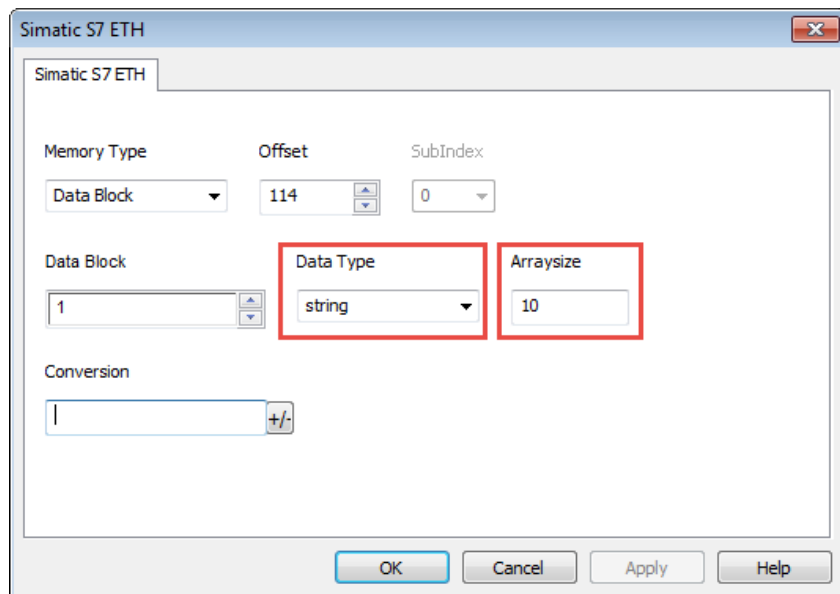 Simatic S7 ETH
Simatic S7 ETH
Memory Type Offset SubIndex
Data Block 114 0
Data Block Data Type Arraysize
1 string 10
Conversion
+/-
OK Cancel Apply Help